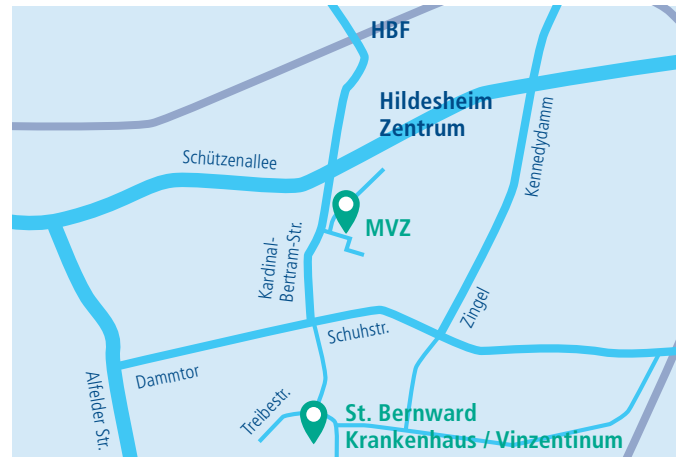 HBF
Hildesheim
Zentrum
Schützenallee
Kennedydamm
MVZ
Kardinal-
Bertram-Str.
Zingel
Schuhstr.
Dammtor
Alfelder Str.
Treibestr.
St. Bernward
Krankenhaus / Vinzentinum